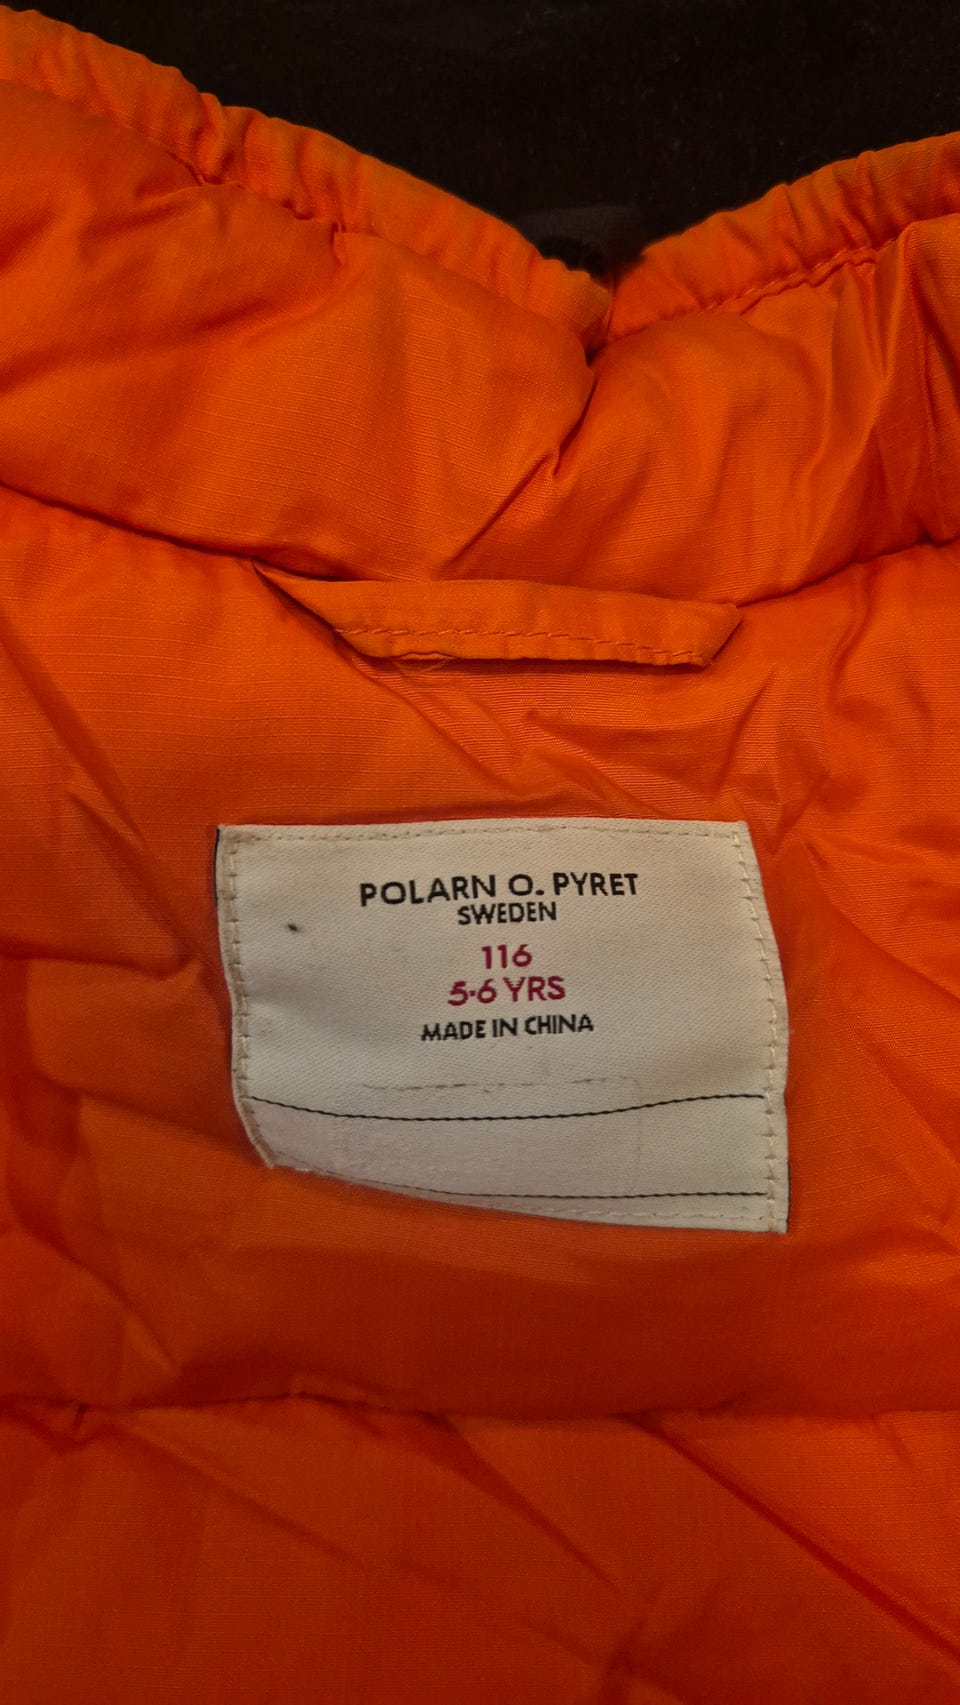 POLARN O. PYRET
SWEDEN
116
5-6 YRS
MADE IN CHINA